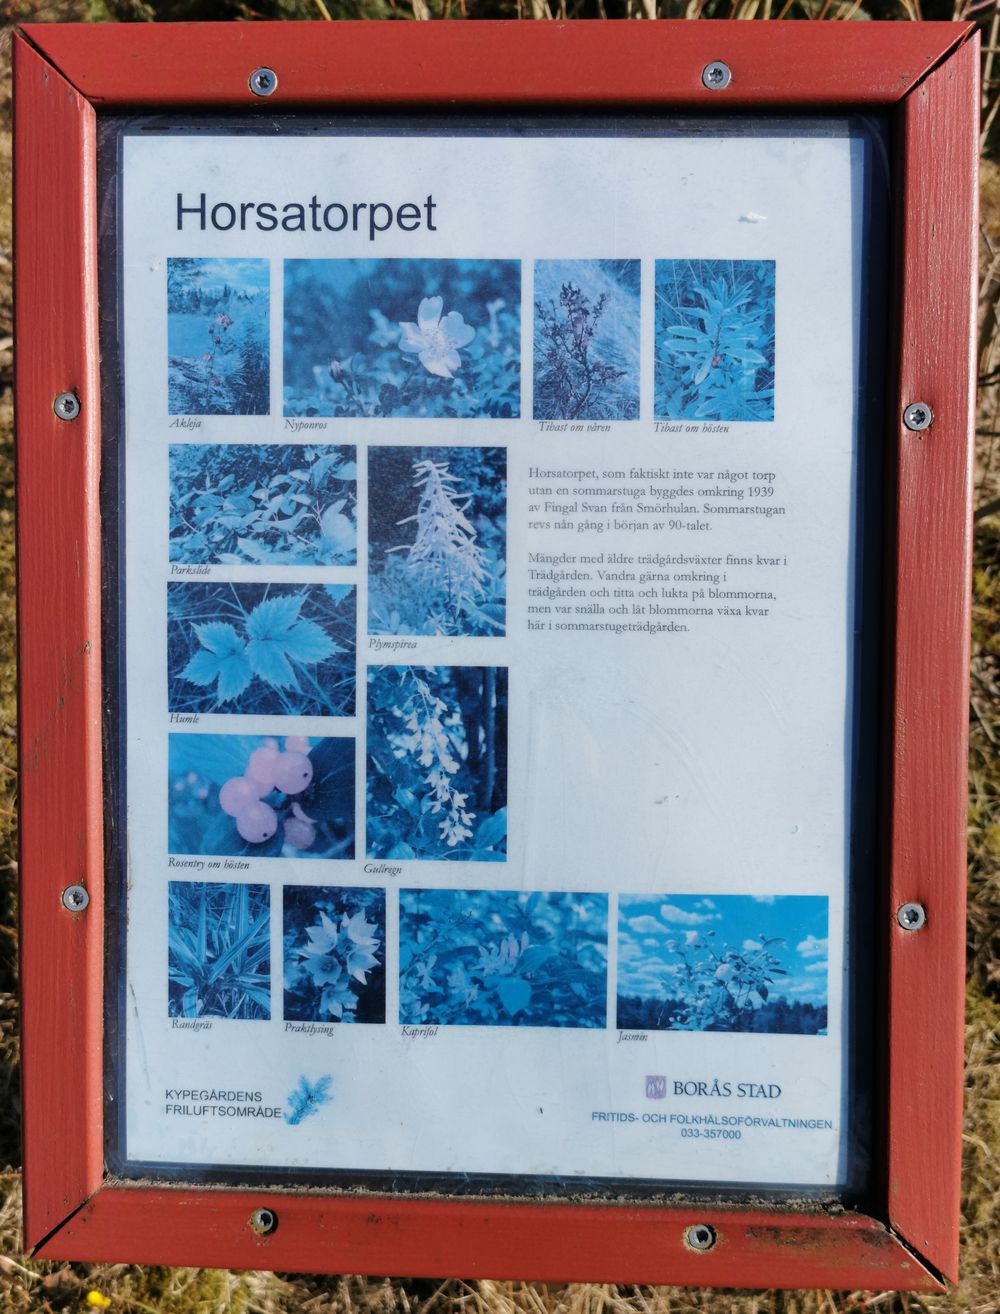 Horsatorpet
Akleja
Nyponros
Tibast om våren
Tibast om hösten
Parkslide
Plymspirea
Horsatorpet, som faktiskt inte var något torp
utan en sommarstuga byggdes omkring 1939
av Fingal Svan från Smörhulan. Sommarstugan
revs nån gång i början av 90-talet.
Mängder med äldre trädgårdsväxter finns kvar i
Trädgården. Vandra gärna omkring i
trädgården och titta och lukta på blommorna,
men var snälla och låt blommorna växa kvar
här i sommarstugeträdgården.
Humle
Rosentry om hösten
Gullregn
Randgräs
Praktlysing
Kaprifol
Jasmin
KYPEGÅRDENS
FRILUFTSOMRÅDE
BORÅS STAD
FRITIDS- OCH FOLKHÄLSOFÖRVALTNINGEN
033-357000